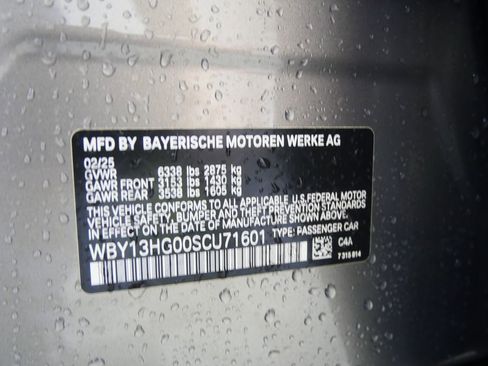 MFD BY BAYERISCHE MOTOREN WERKE AG
02/25
GVWR 6338 lbs 2875 kg
GAWR FRONT 3153 lbs 1430 kg
GAWR REAR 3538 lbs 1605 kg
THIS VEHICLE CONFORMS TO ALL APPLICABLE U.S. FEDERAL MOTOR
VEHICLE SAFETY, BUMPER, AND THEFT PREVENTION STANDARDS
IN EFFECT ON THE DATE OF MANUFACTURE SHOWN ABOVE.
WBY13HG00SCU71601 TYPE: PASSENGER CAR
C4A
7 316 814